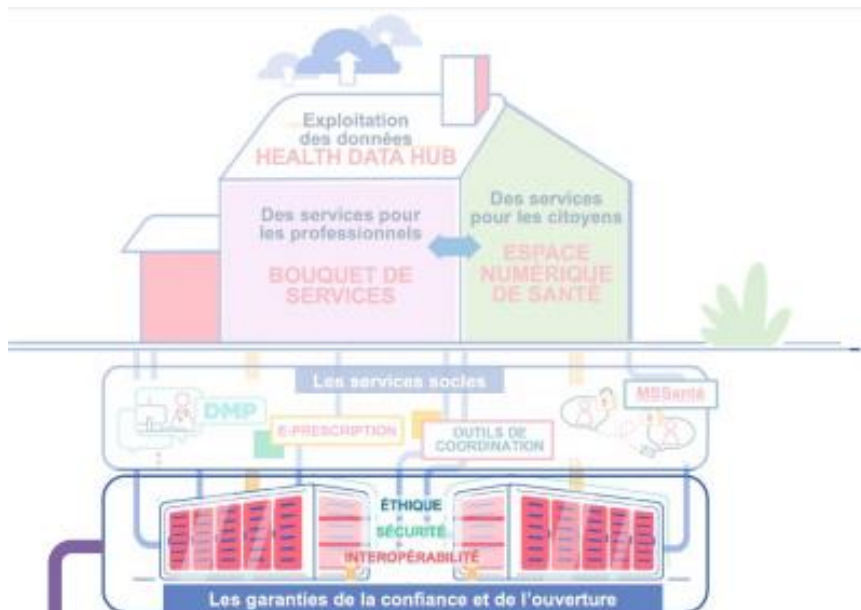 Exploitation
des données
HEALTH DATA HUB
Des services pour
les professionnels
BOUQUET DE
SERVICES
Des services
pour les citoyens
ESPACE
NUMÉRIQUE
DE SANTÉ
Les services socles
DMP
E-PRESCRIPTION
OUTILS DE
COORDINATION
MSSanté
ÉTHIQUE
SÉCURITÉ
INTEROPÉRABILITÉ
Les garanties de la confiance et de l'ouverture